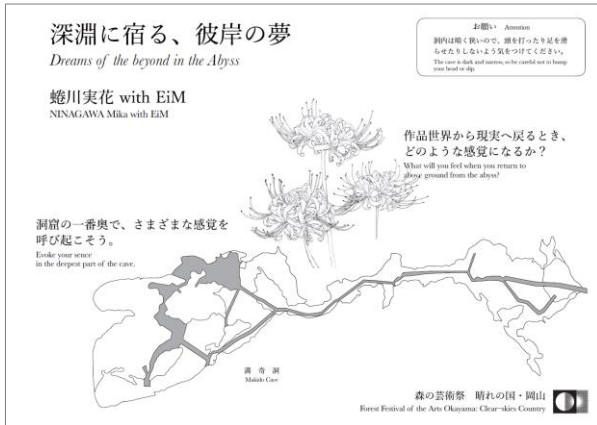 深淵に宿る、彼岸の夢
Dreams of the beyond in the Abyss
蜷川実花 with EiM
NINAGAWA Mika with EiM
お願い Attention
洞内は暗く狭いので、頭を打ったり足を滑
らせたりしないよう気をつけてください。
The cave is dark and narrow, so be careful not to bump
your head or slip.
作品世界から現実へ戻るとき、
どのような感覚になるか？
What will you feel when you return to
above ground from the abyss?
洞窟の一番奥で、さまざまな感覚を
呼び起こそう。
Evoke your sence
in the deepest part of the cave.
満 奇 洞
Makido Cave
森の芸術祭 晴れの国・岡山
Forest Festival of the Arts Okayama: Clear-skies Country